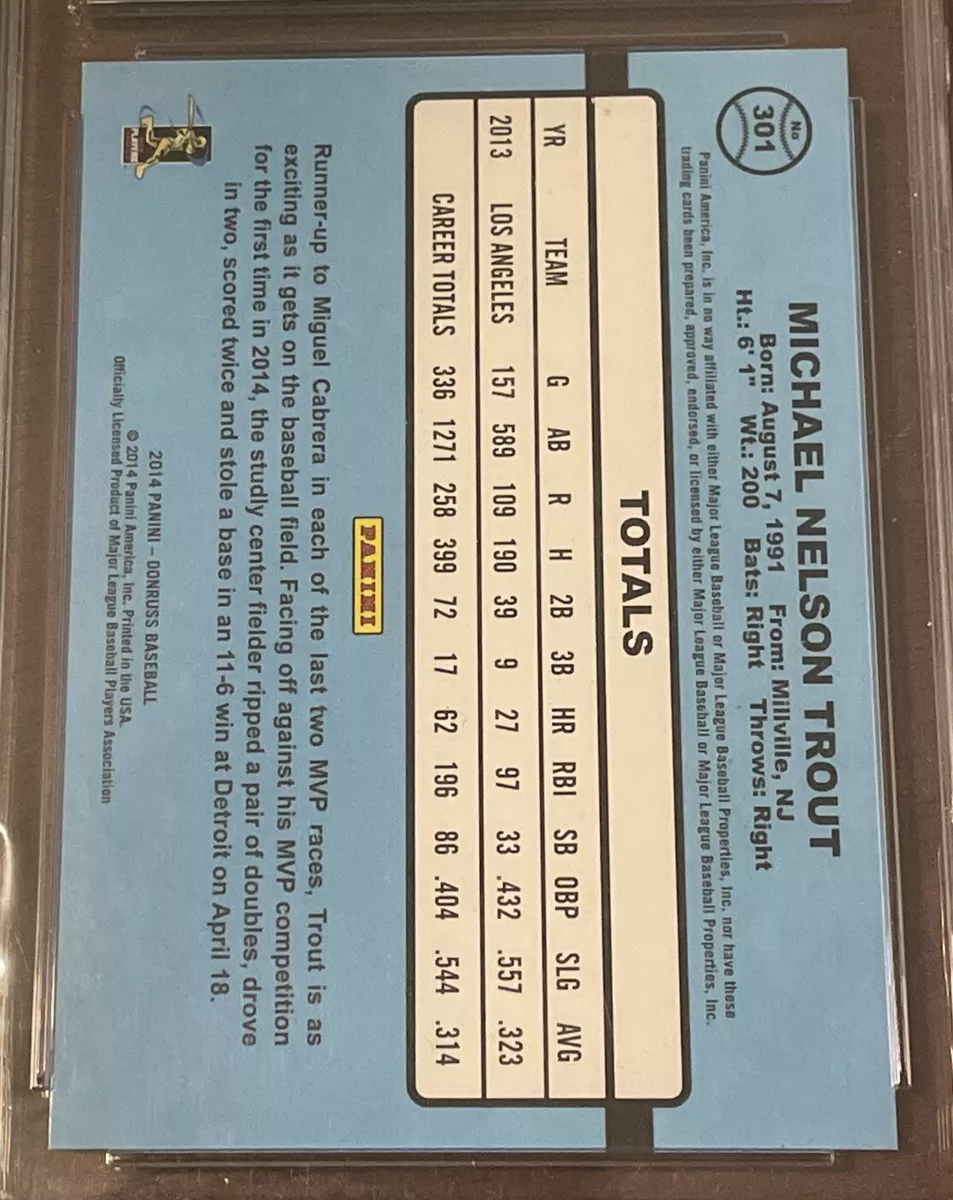 No
301
MICHAEL NELSON TROUT
Born: August 7, 1991 From: Millville, NJ
Ht.: 6' 1" Wt.: 200 Bats: Right Throws: Right
Panini America, Inc. is in no way affiliated with either Major League Baseball or Major League Baseball Properties, Inc. nor have these
trading cards been prepared, approved, endorsed, or licensed by either Major League Baseball or Major League Baseball Properties, Inc.
TOTALS
YR TEAM G AB R H 2B 3B HR RBI SB OBP SLG AVG
2013 LOS ANGELES 157 589 109 190 39 9 27 97 33 .432 .557 .323
CAREER TOTALS 336 1271 258 399 72 17 62 196 86 .404 .544 .314
PANINI
Runner-up to Miguel Cabrera in each of the last two MVP races, Trout is as
exciting as it gets on the baseball field. Facing off against his MVP competition
for the first time in 2014, the studly center fielder ripped a pair of doubles, drove
in two, scored twice and stole a base in an 11-6 win at Detroit on April 18.
2014 PANINI – DONRUSS BASEBALL
© 2014 Panini America, Inc. Printed in the USA.
Officially Licensed Product of Major League Baseball Players Association
PLAYERS